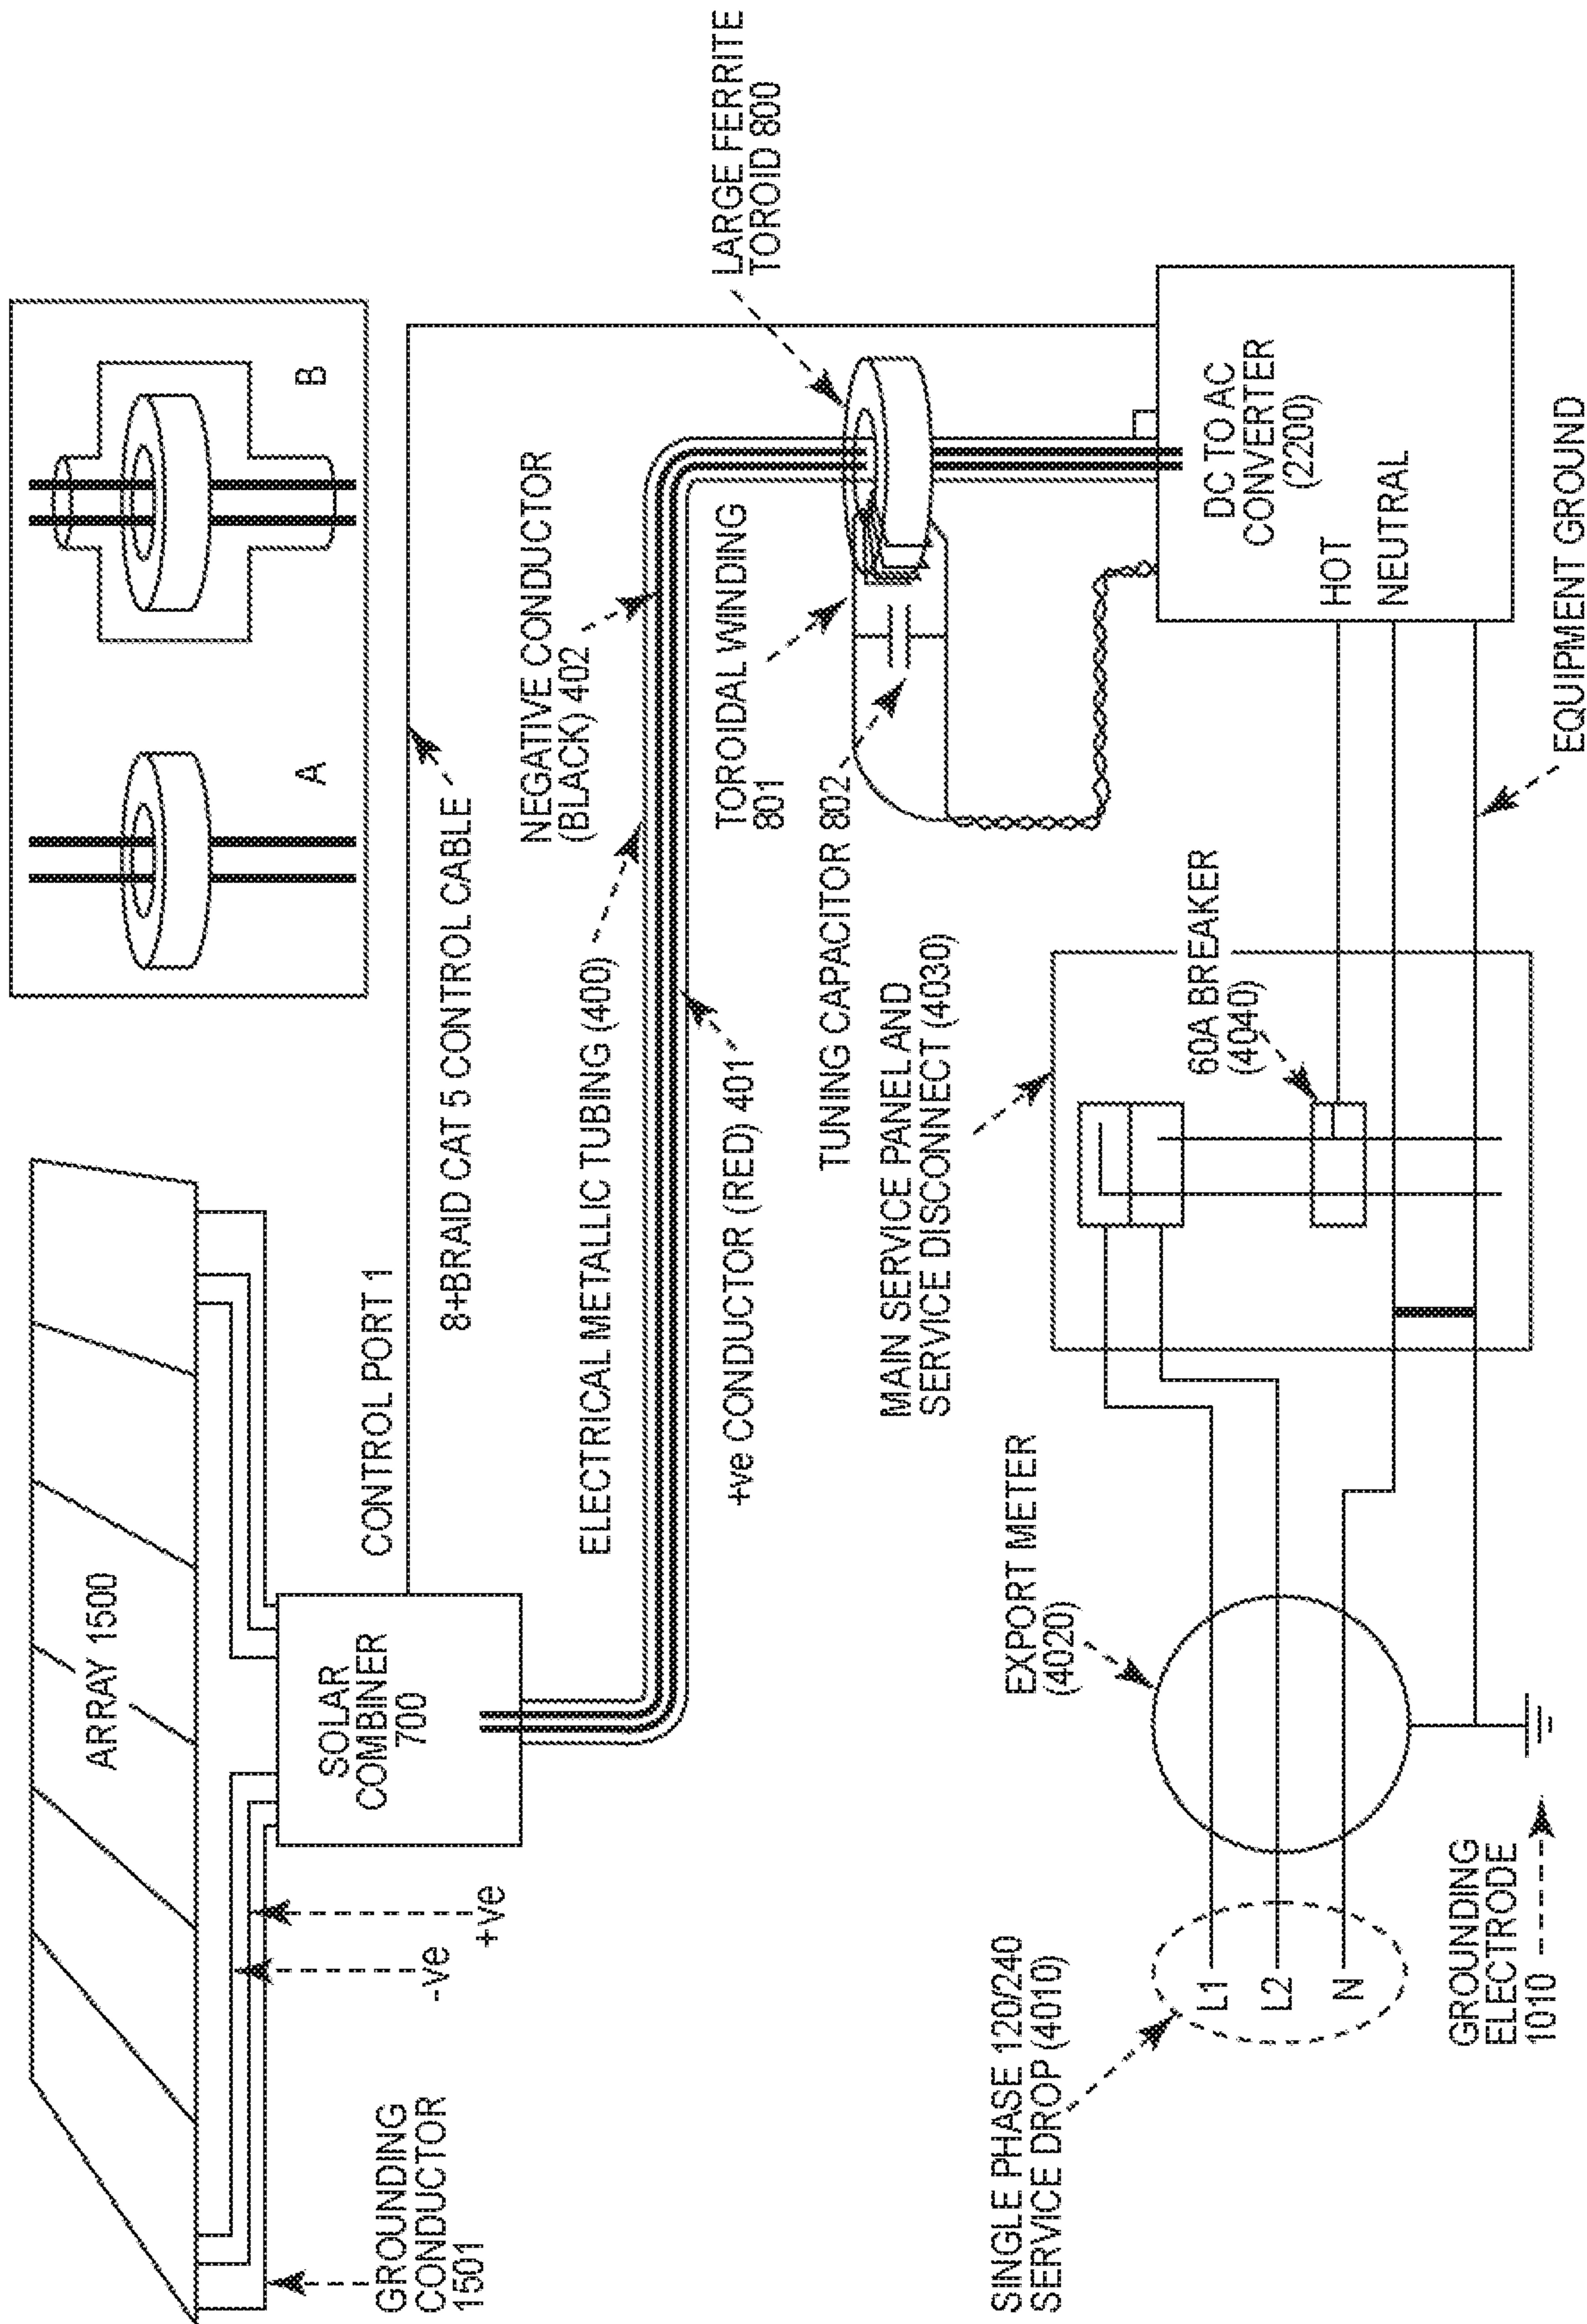 ARRAY 1500
GROUNDING
CONDUCTOR
1501
-ve
+ve
SOLAR
COMBINER
700
CONTROL PORT 1
8+BRAID CAT 5 CONTROL CABLE
A
B
ELECTRICAL METALLIC TUBING (400)
NEGATIVE CONDUCTOR
(BLACK) 402
+ve CONDUCTOR (RED) 401
TOROIDAL WINDING
801
LARGE FERRITE
TOROID 800
TUNING CAPACITOR 802
MAIN SERVICE PANEL AND
SERVICE DISCONNECT (4030)
SINGLE PHASE 120/240
SERVICE DROP (4010)
L1
L2
N
EXPORT METER
(4020)
60A BREAKER
(4040)
DC TO AC
CONVERTER
(2200)
HOT
NEUTRAL
GROUNDING
ELECTRODE
1010
EQUIPMENT GROUND